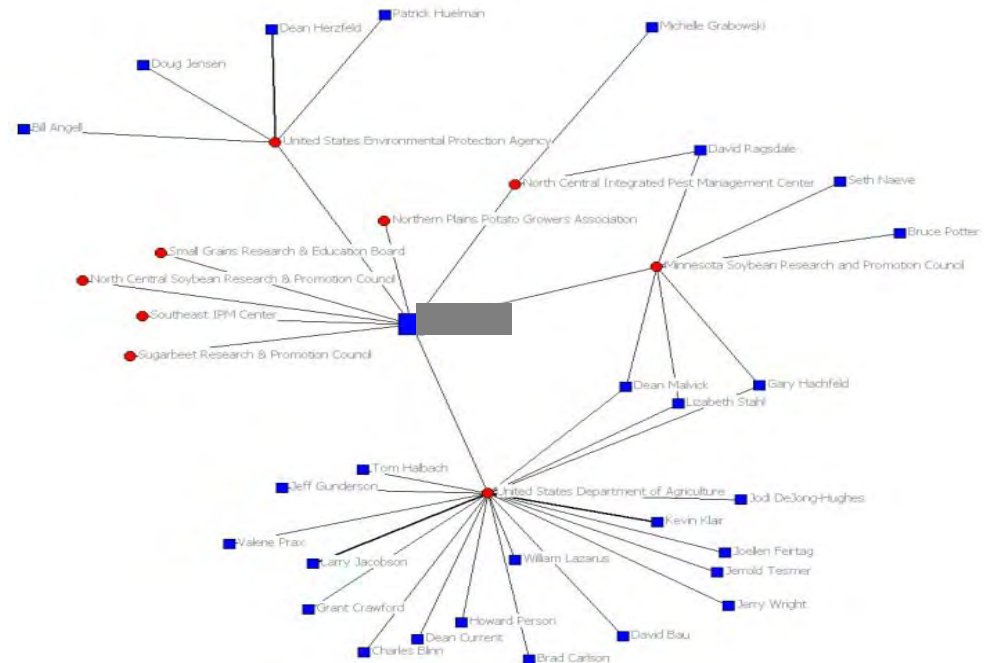 Patrick Huelman
Dean Herzfeld
Michelle Grabowski
Doug Jensen
Bill Angell
United States Environmental Protection Agency
David Ragsdale
North Central Integrated Pest Management Center
Seth Naeve
Northern Plains Potato Growers Association
Bruce Potter
Small Grains Research & Education Board
Minnesota Soybean Research and Promotion Council
North Central Soybean Research & Promotion Council
Southeast IPM Center
Sugarbeet Research & Promotion Council
Dean Malvick
Gary Hachfeld
Lizabeth Stahl
Tom Halbach
Jeff Gunderson
United States Department of Agriculture
Jodi DeJong-Hughes
Kevin Klair
Valene Prax
Joellen Feirtag
William Lazarus
Larry Jacobson
Jerrold Tesmer
Grant Crawford
Jerry Wright
Howard Person
David Bau
Dean Current
Charles Blinn
Brad Carlson